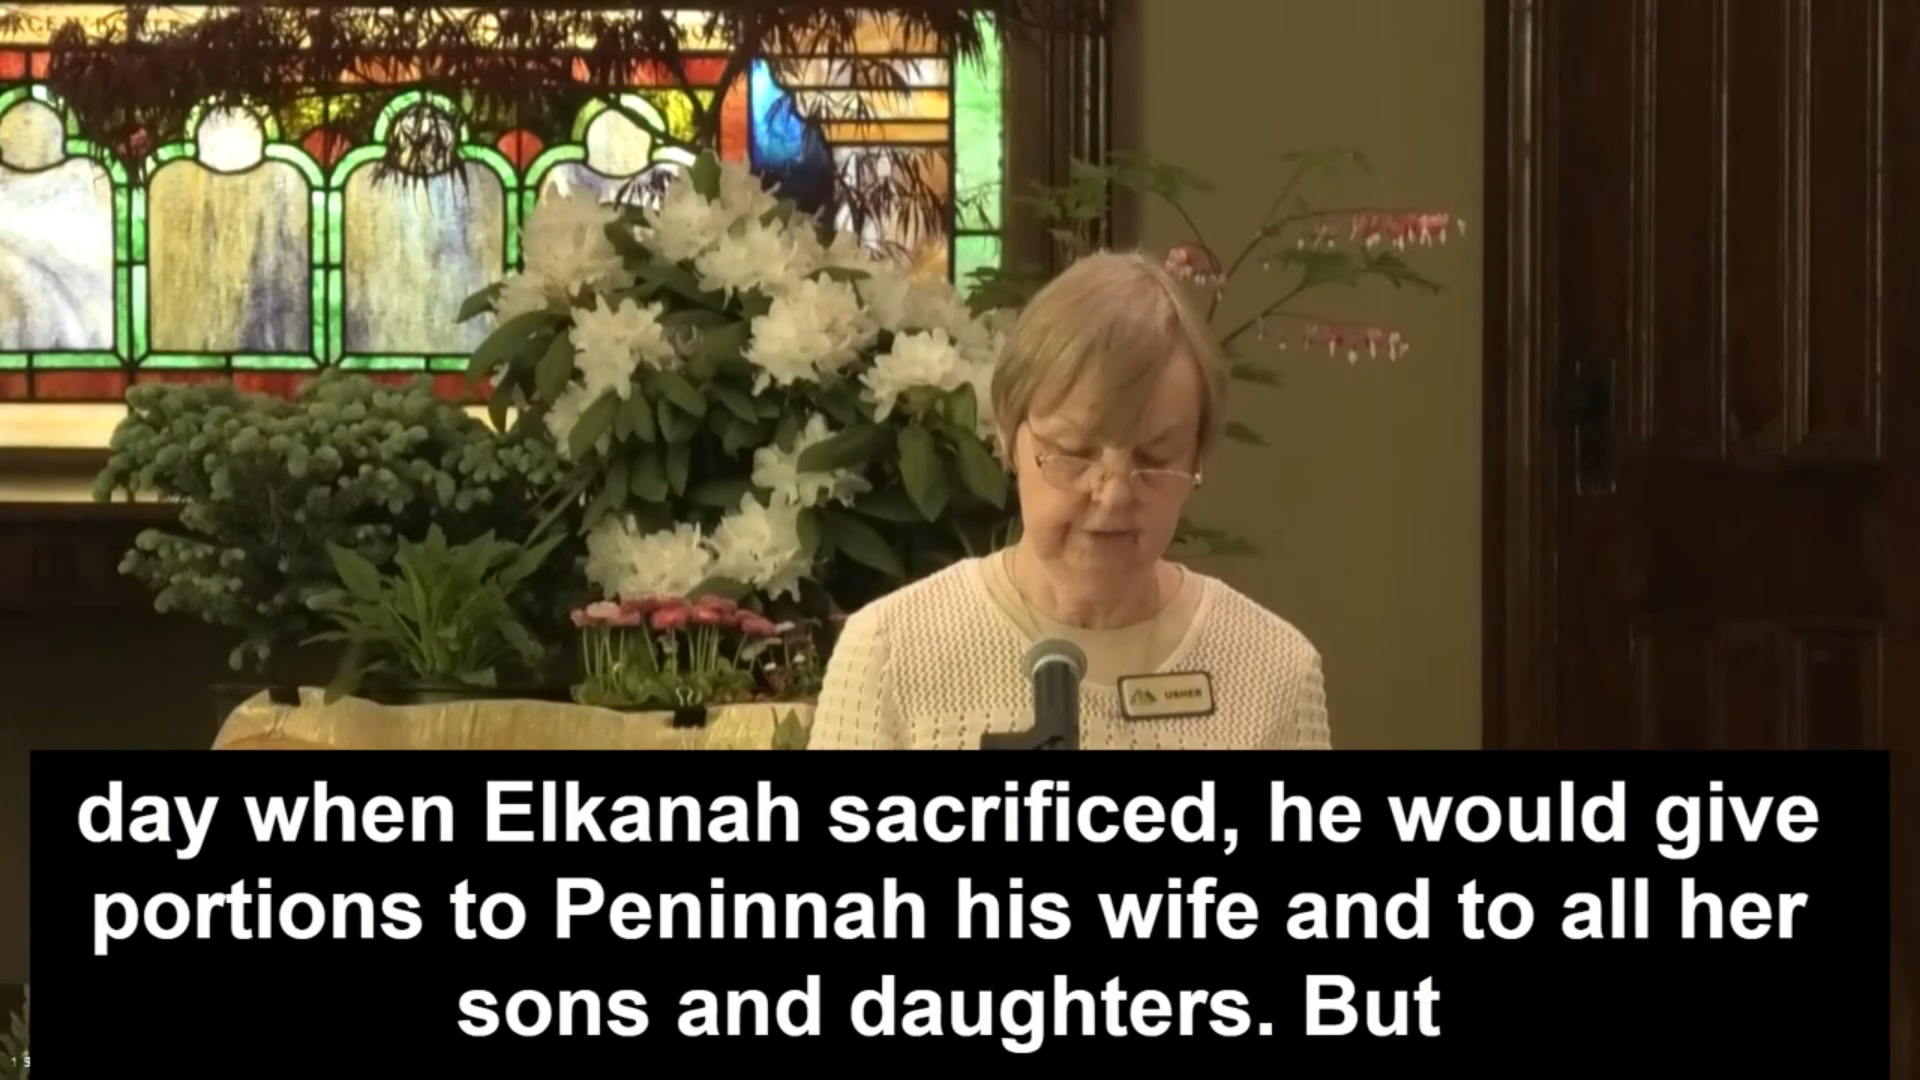 USHER
day when Elkanah sacrificed, he would give
portions to Peninnah his wife and to all her
sons and daughters. But